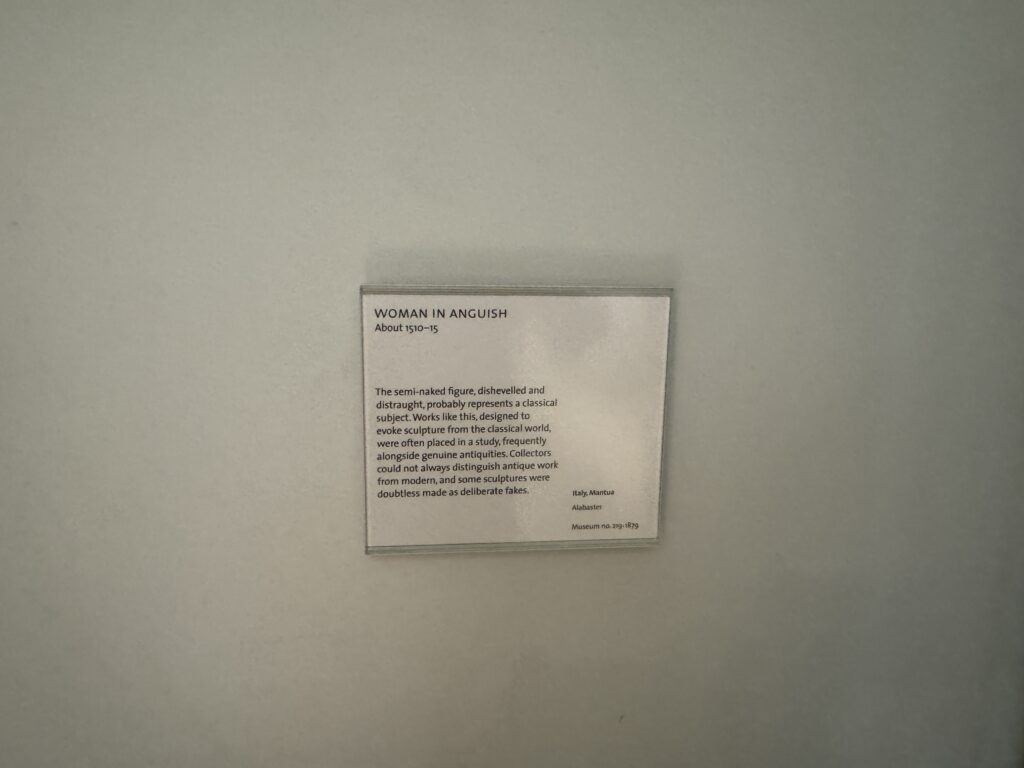 WOMAN IN ANGUISH
About 1510–15
The semi-naked figure, dishevelled and
distraught, probably represents a classical
subject. Works like this, designed to
evoke sculpture from the classical world,
were often placed in a study, frequently
alongside genuine antiquities. Collectors
could not always distinguish antique work
from modern, and some sculptures were
doubtless made as deliberate fakes.
Italy, Mantua
Alabaster
Museum no. 219-1879